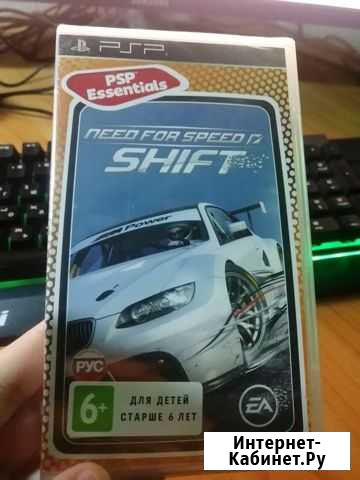 PSP
PSP
Essentials
NEED FOR SPEED
SHIFT
Power
РУС
6+
ДЛЯ ДЕТЕЙ
СТАРШЕ 6 ЛЕТ
EA
Интернет-
Кабинет.Ру